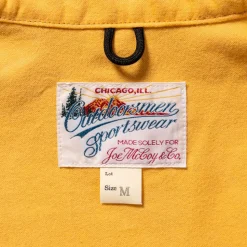 CHICAGO,ILL.
Outdoorsmen
Sportswear
MADE SOLELY FOR
Joe McCoy & Co.
Lot
Size M